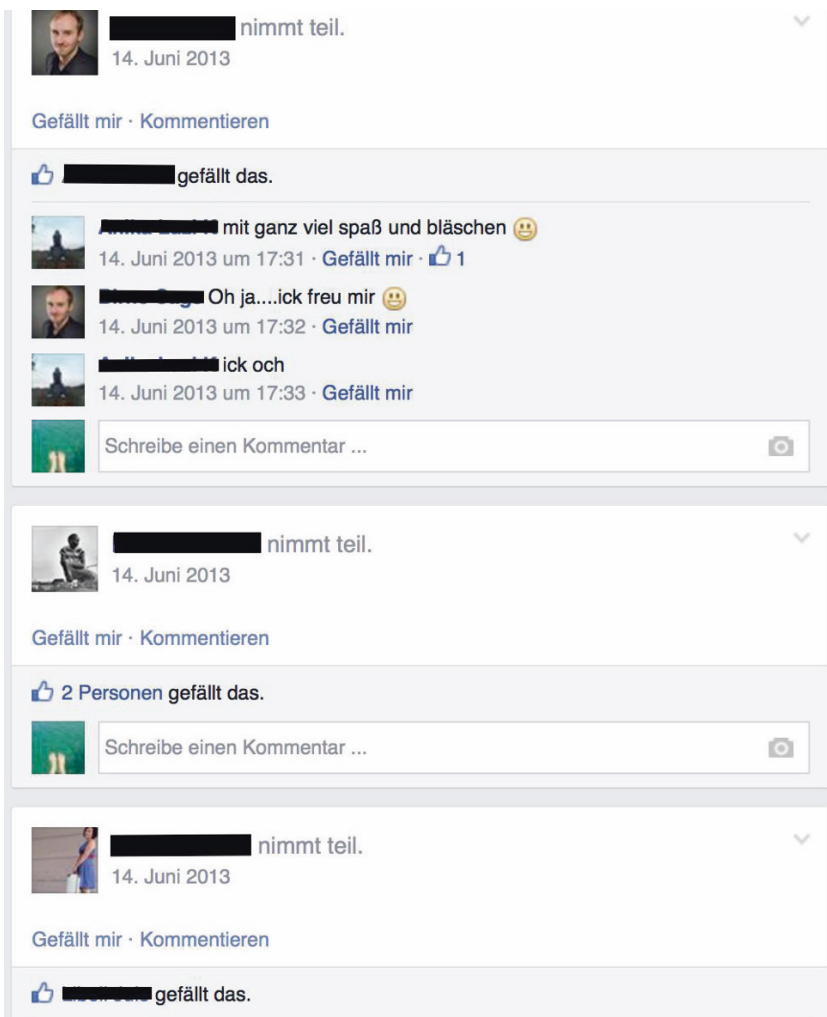 nimmt teil.
14. Juni 2013
Gefällt mir · Kommentieren
gefällt das.
mit ganz viel spaß und bläschen
14. Juni 2013 um 17:31 · Gefällt mir · 1
Oh ja....ick freu mir
14. Juni 2013 um 17:32 · Gefällt mir
ick och
14. Juni 2013 um 17:33 · Gefällt mir
Schreibe einen Kommentar ...
nimmt teil.
14. Juni 2013
Gefällt mir · Kommentieren
2 Personen gefällt das.
Schreibe einen Kommentar ...
nimmt teil.
14. Juni 2013
Gefällt mir · Kommentieren
gefällt das.